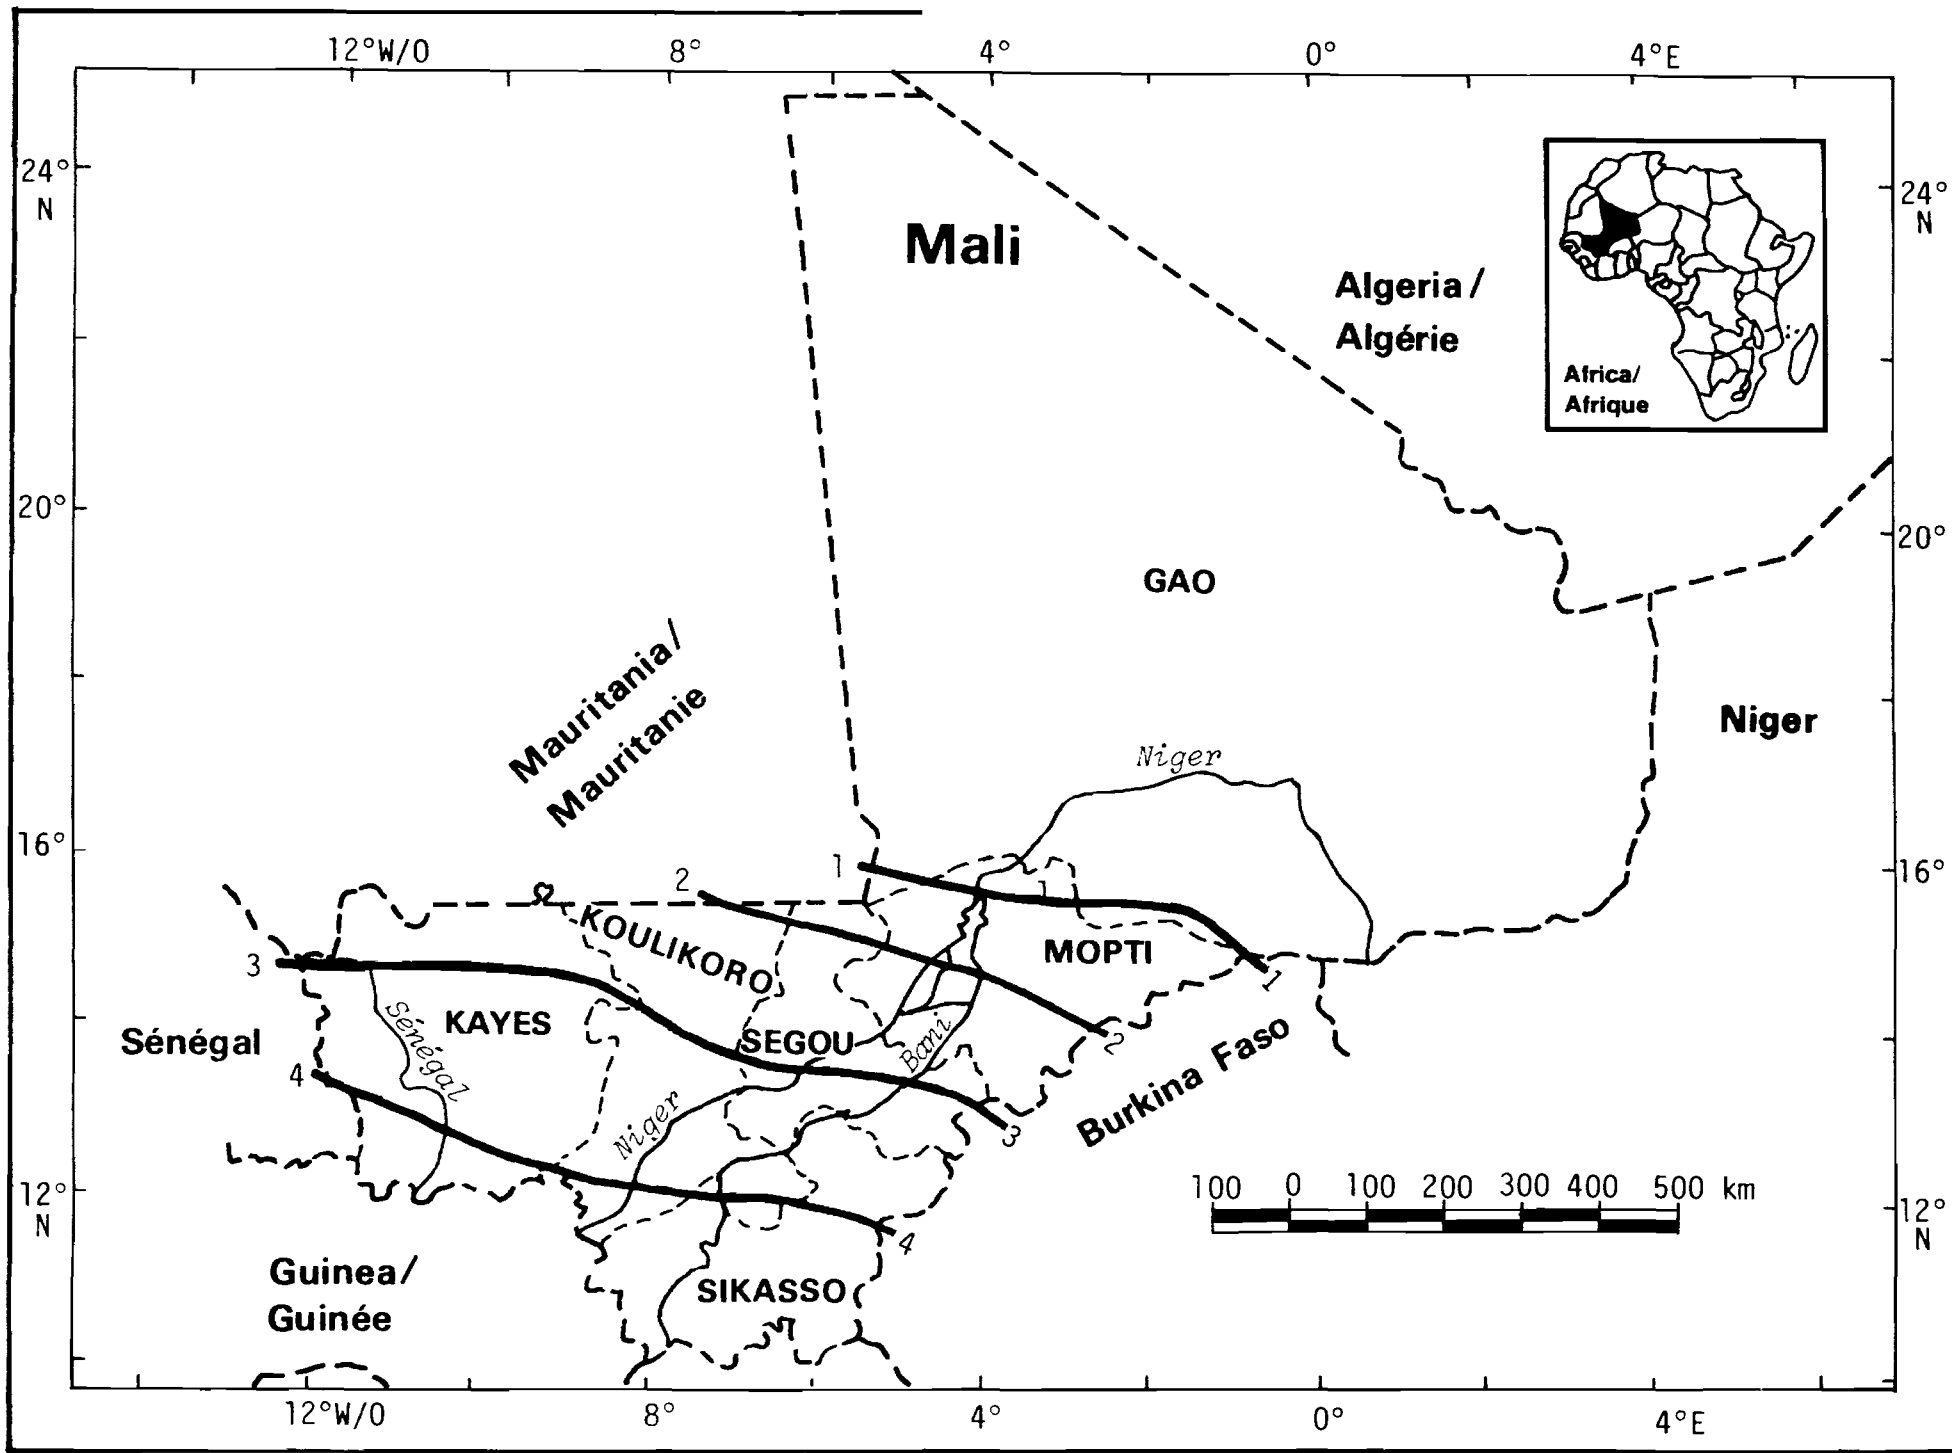 12°W/O 8° 4° 0° 4°E
24°
N
24°
N
Mali
Algeria/
Algérie
Africa/
Afrique
20°
20°
GAO
Mauritania/
Mauritanie
Niger
Niger
16°
16°
1
2
1
KOULIKORO
MOPTI
3
1
KAYES
Sénégal
Sénégal
SEGOU
Bani
2
4
Niger
Burkina Faso
3
12°
N
12°
N
100 0 100 200 300 400 500 km
4
Guinea/
Guinée
SIKASSO
12°W/O 8° 4° 0° 4°E